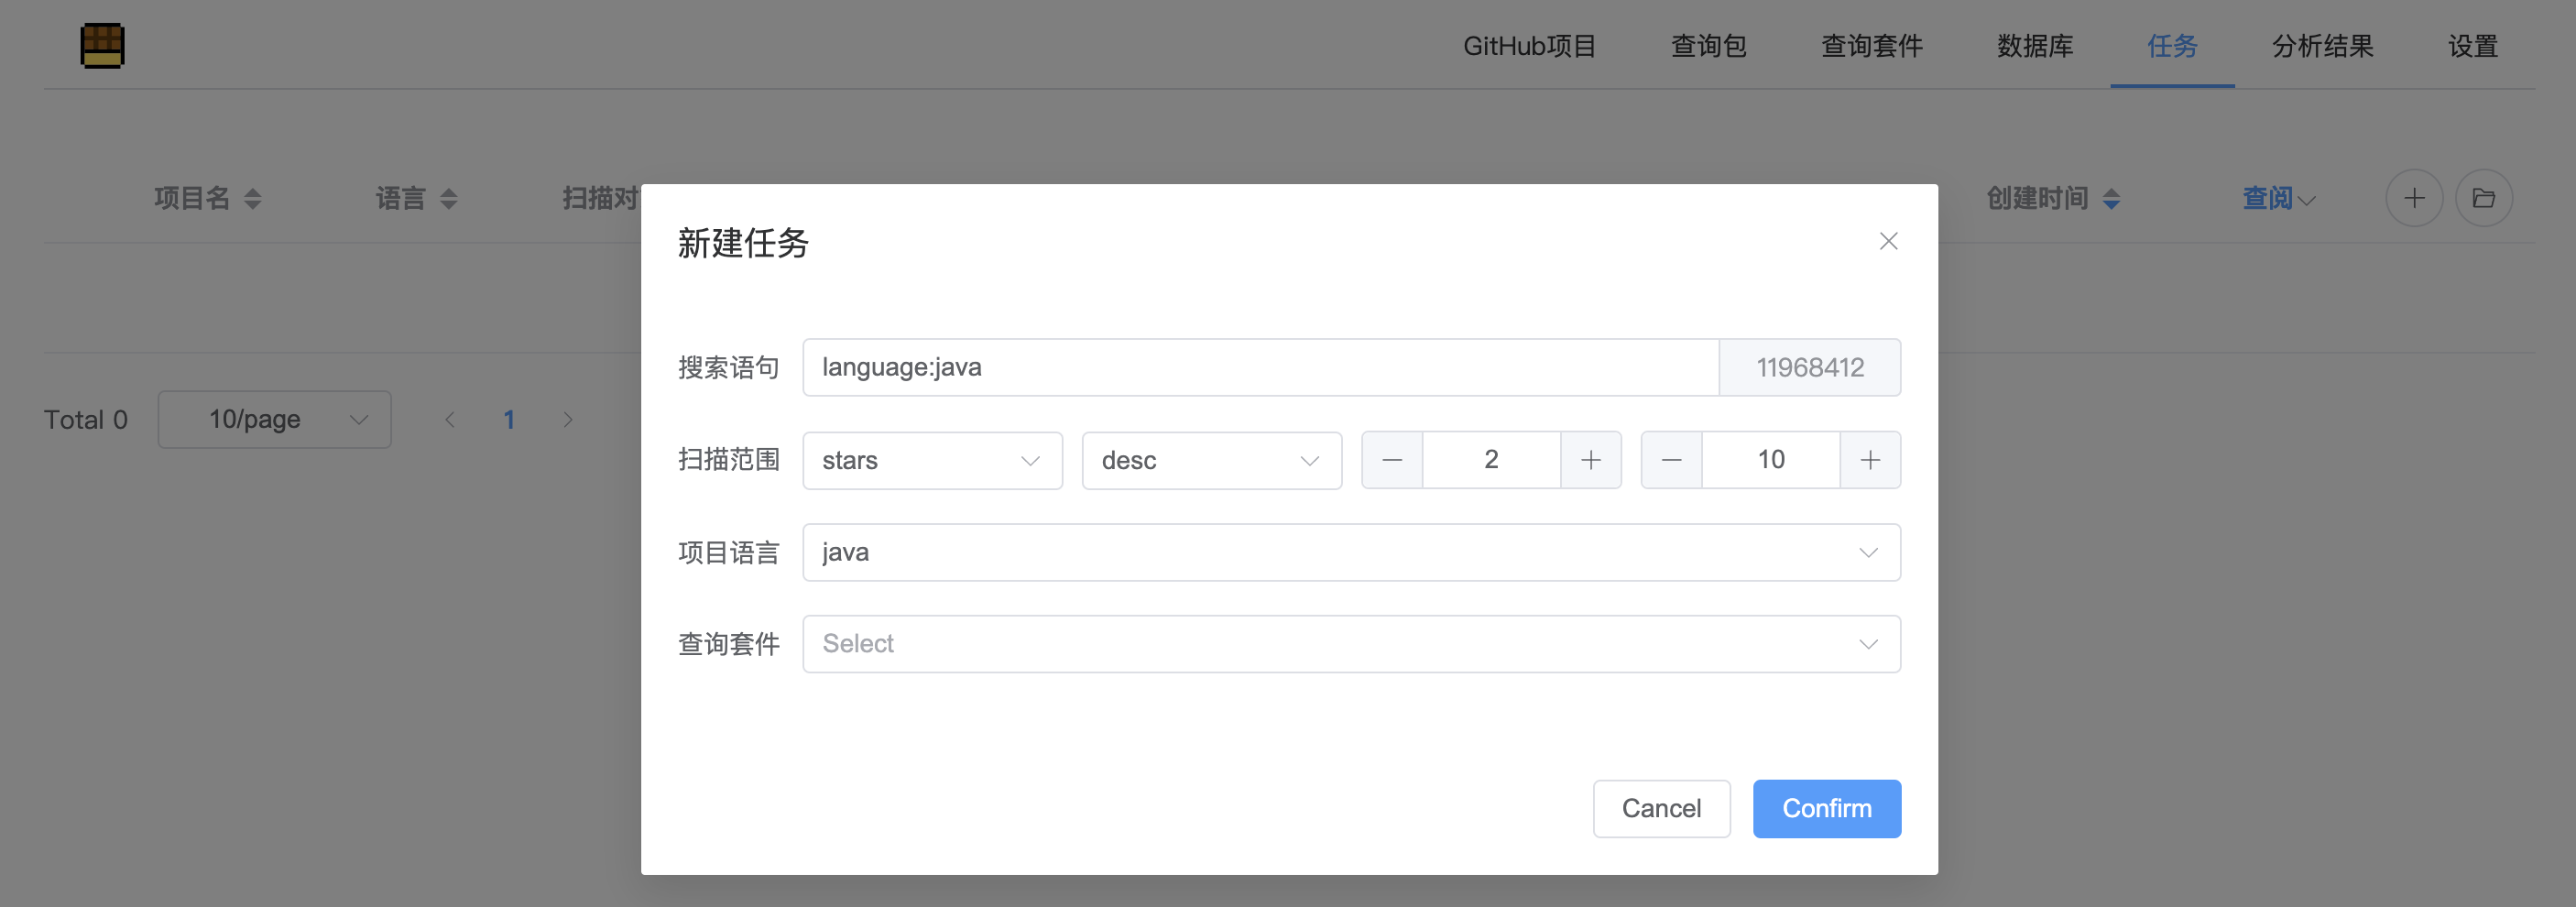 GitHub项目 查询包 查询套件 数据库 任务 分析结果 设置
项目名 语言 扫描对 创建时间 查阅
新建任务
搜索语句 language:java 11968412
扫描范围 stars desc 2 10
项目语言 java
查询套件 Select
Total 0 10/page 1
Cancel Confirm